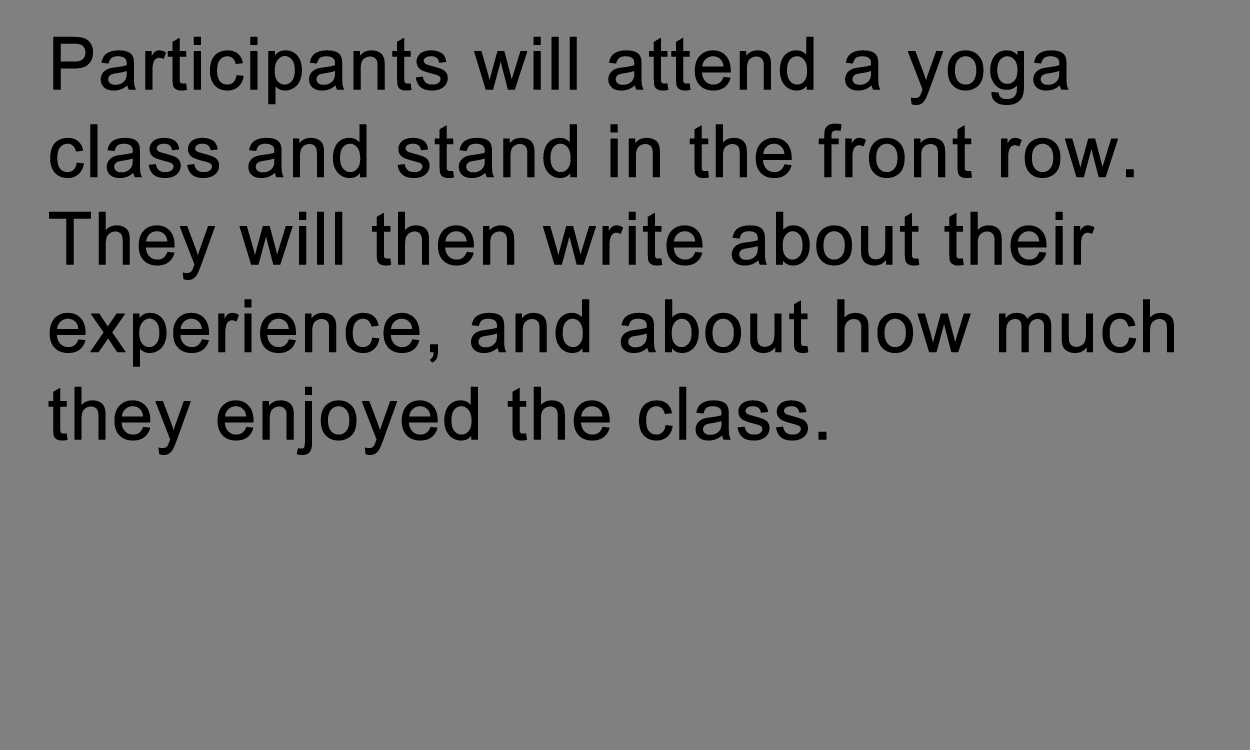 Participants will attend a yoga
class and stand in the front row.
They will then write about their
experience, and about how much
they enjoyed the class.